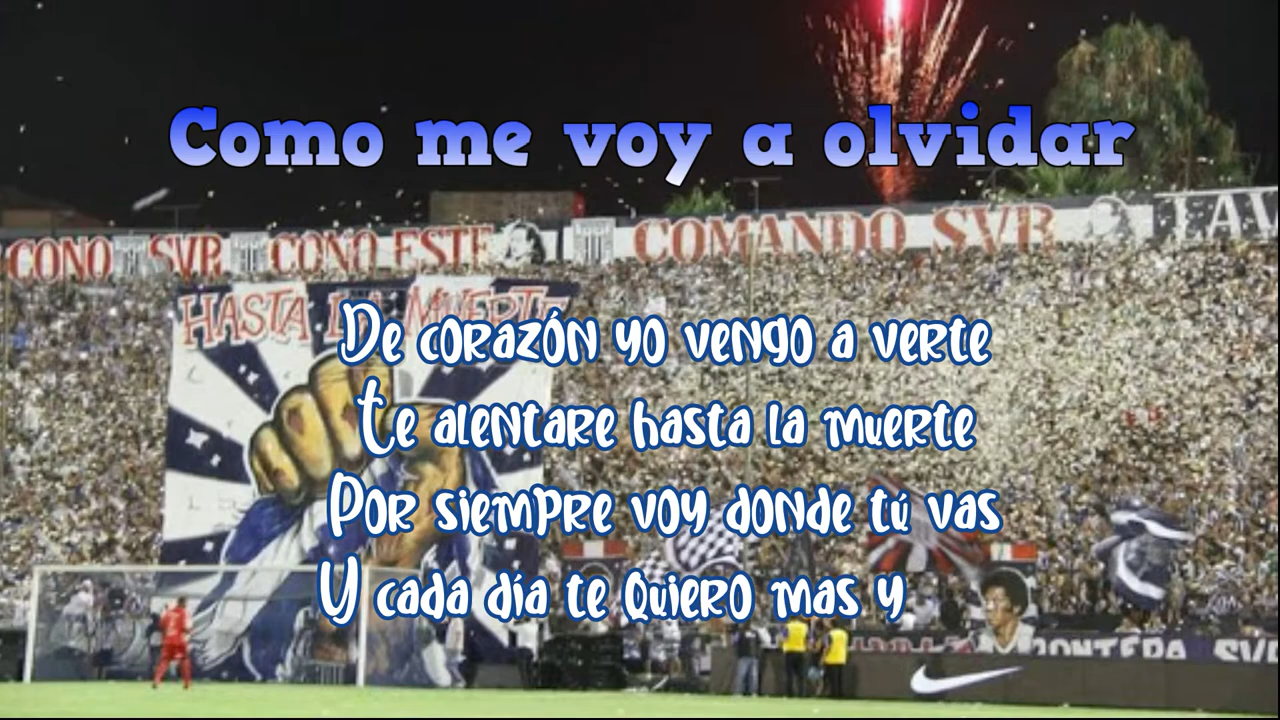 Como me voy a olvidar
CONO SVR CONO ESTE COMANDO SVR
HASTA LA MUERTE
De corazón yo vengo a verte
Te alentare hasta la muerte
Por siempre voy donde tú vas
Y cada día te quiero mas y